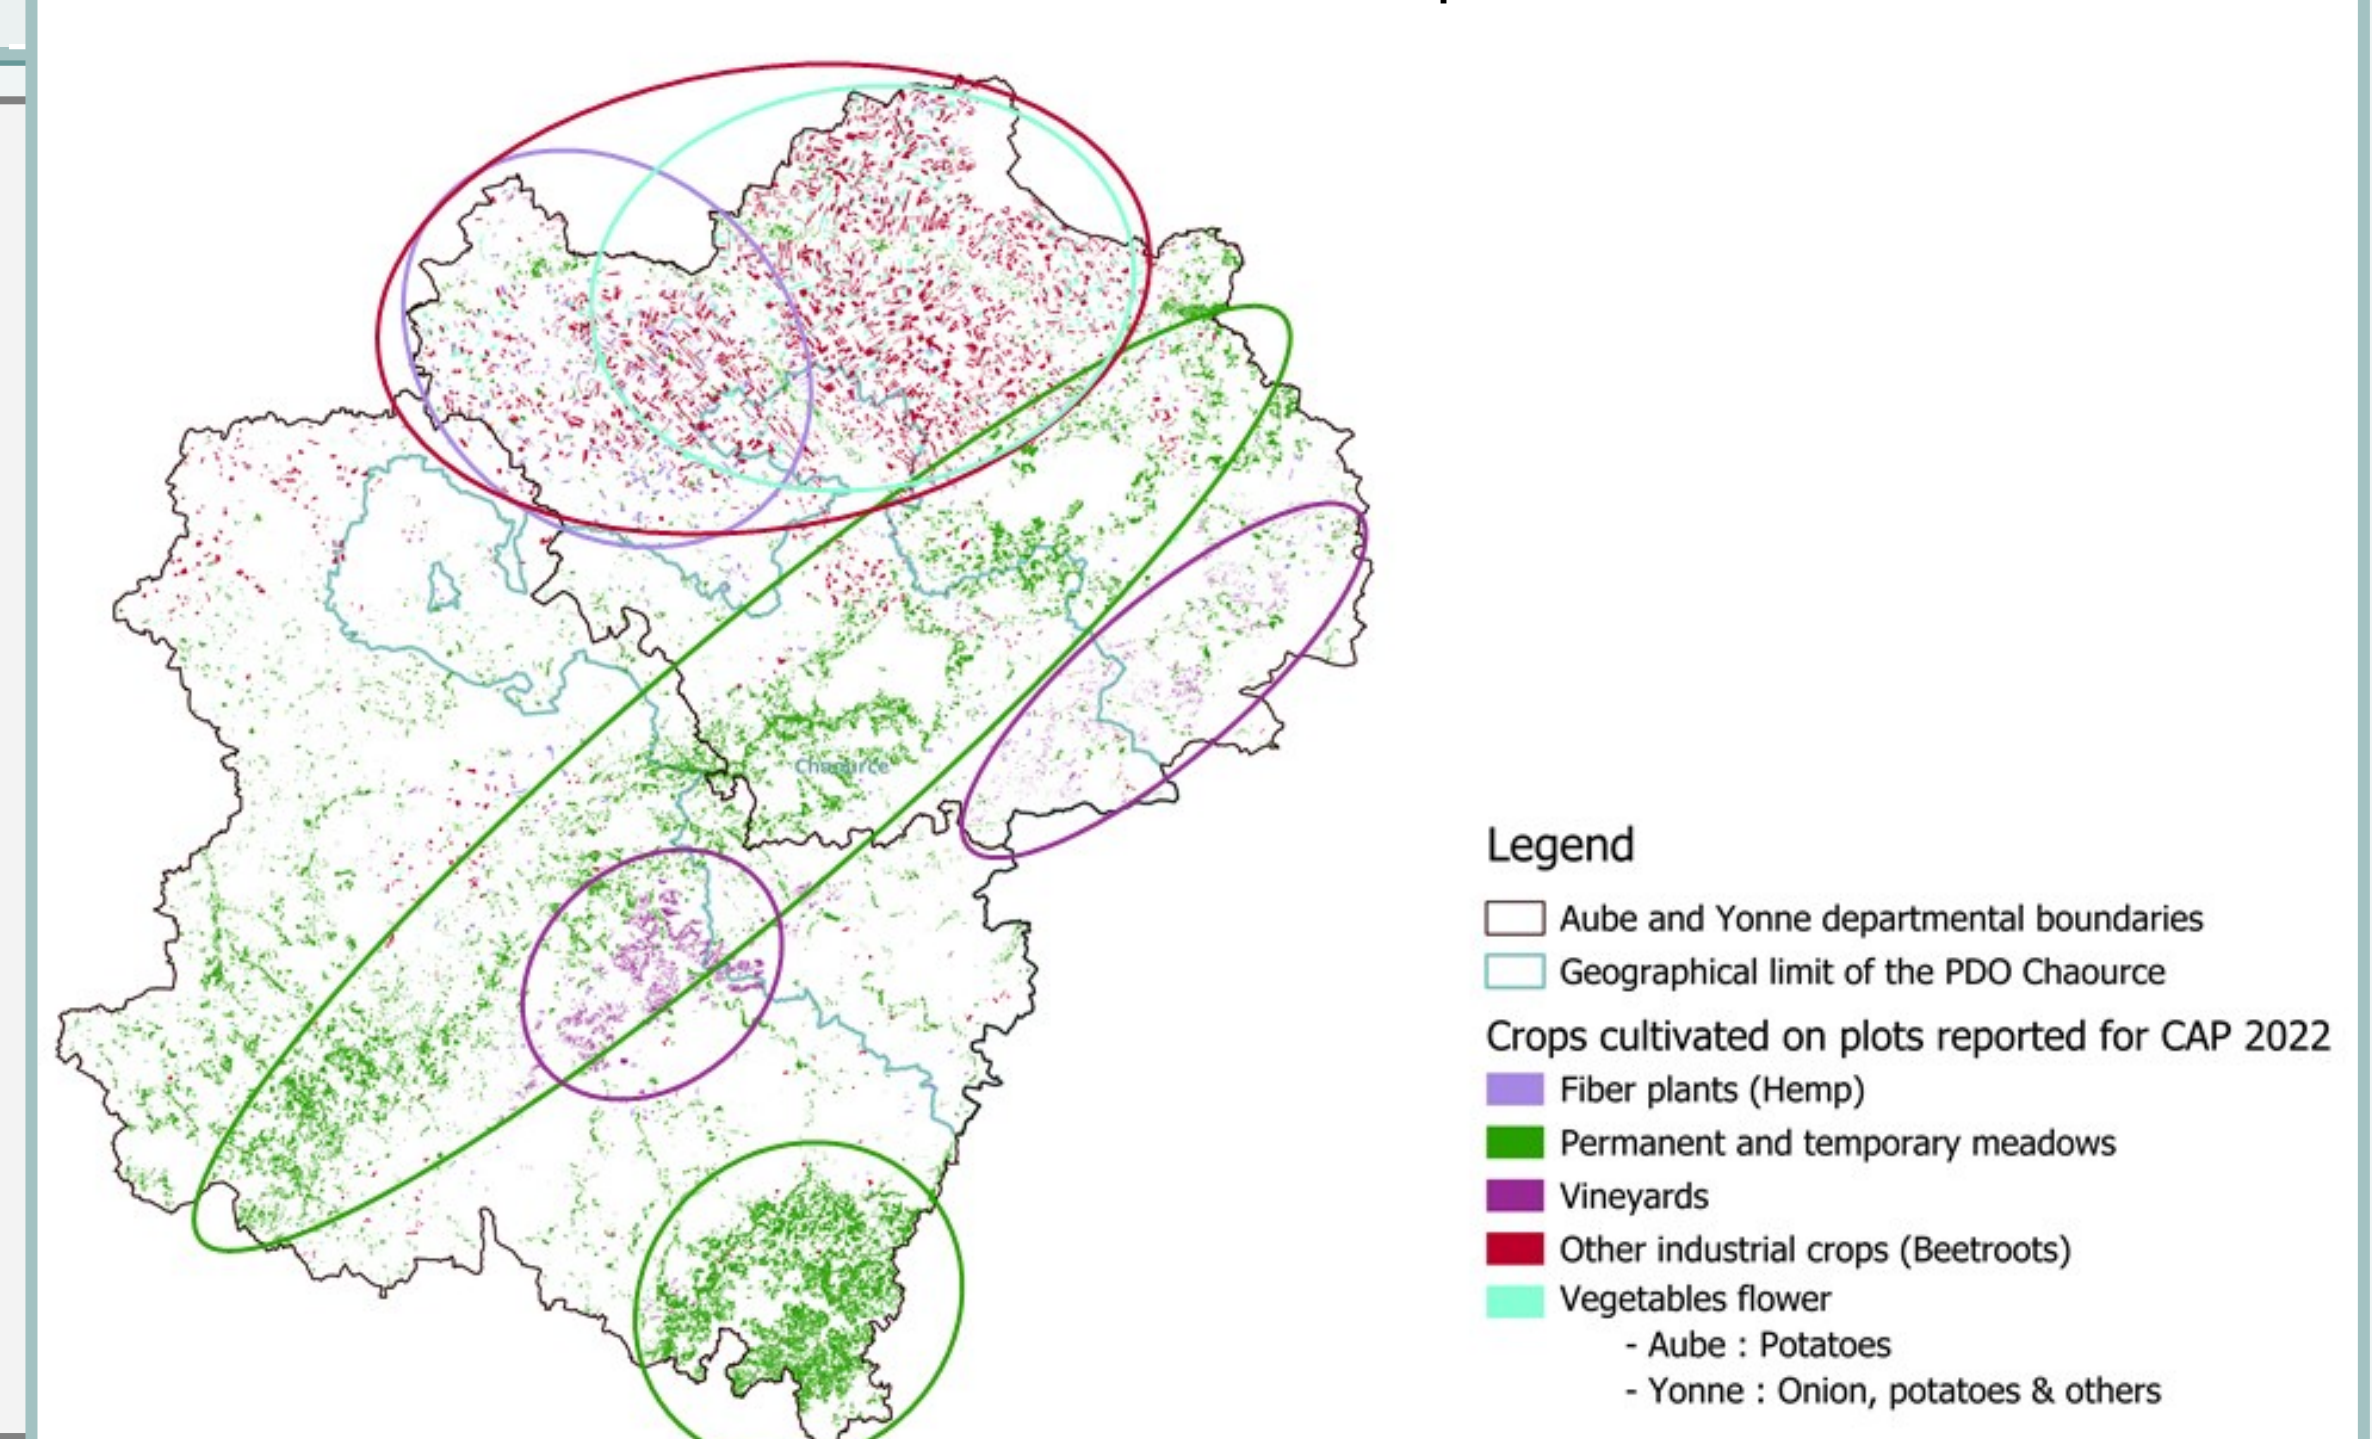 Chaource
Legend
Aube and Yonne departmental boundaries
Geographical limit of the PDO Chaource
Crops cultivated on plots reported for CAP 2022
Fiber plants (Hemp)
Permanent and temporary meadows
Vineyards
Other industrial crops (Beetroots)
Vegetables flower
- Aube : Potatoes
- Yonne : Onion, potatoes & others